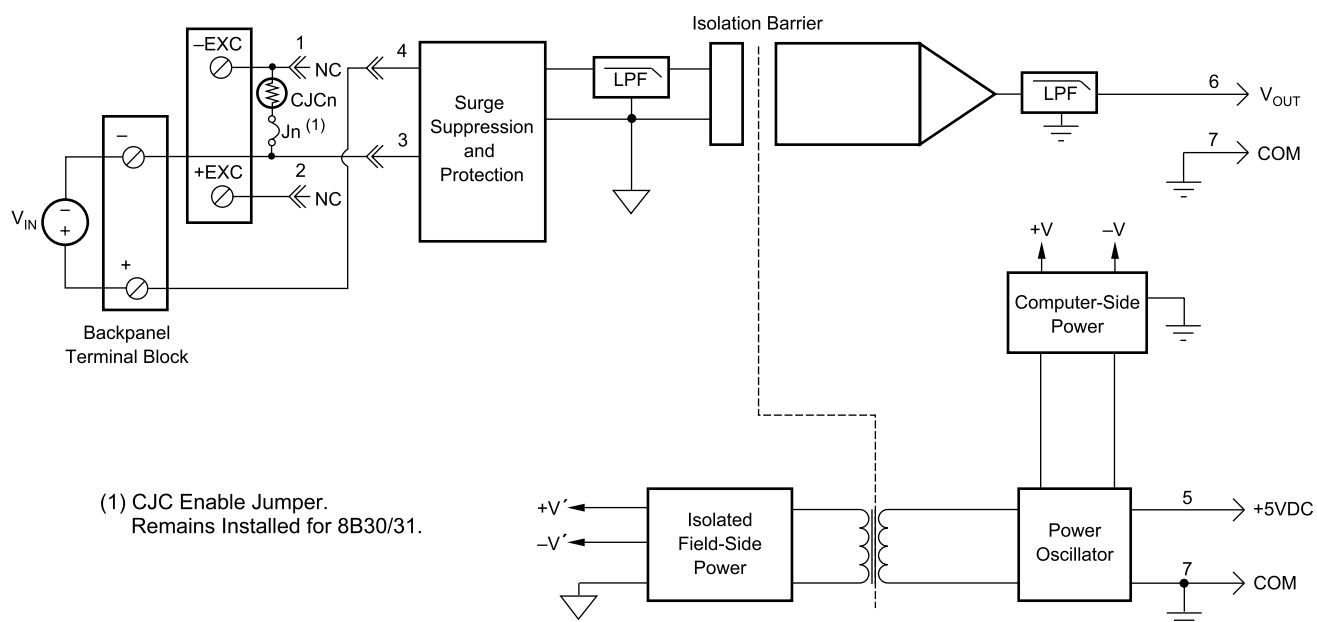 Isolation Barrier
–EXC
1
NC
4
CJCn
Jn (1)
3
+EXC
2
NC
–
+
VIN
–
+
Backpanel
Terminal Block
Surge
Suppression
and
Protection
LPF
LPF
6
VOUT
7
COM
+V
–V
Computer-Side
Power
(1) CJC Enable Jumper.
Remains Installed for 8B30/31.
+V´
–V´
Isolated
Field-Side
Power
Power
Oscillator
5
+5VDC
7
COM